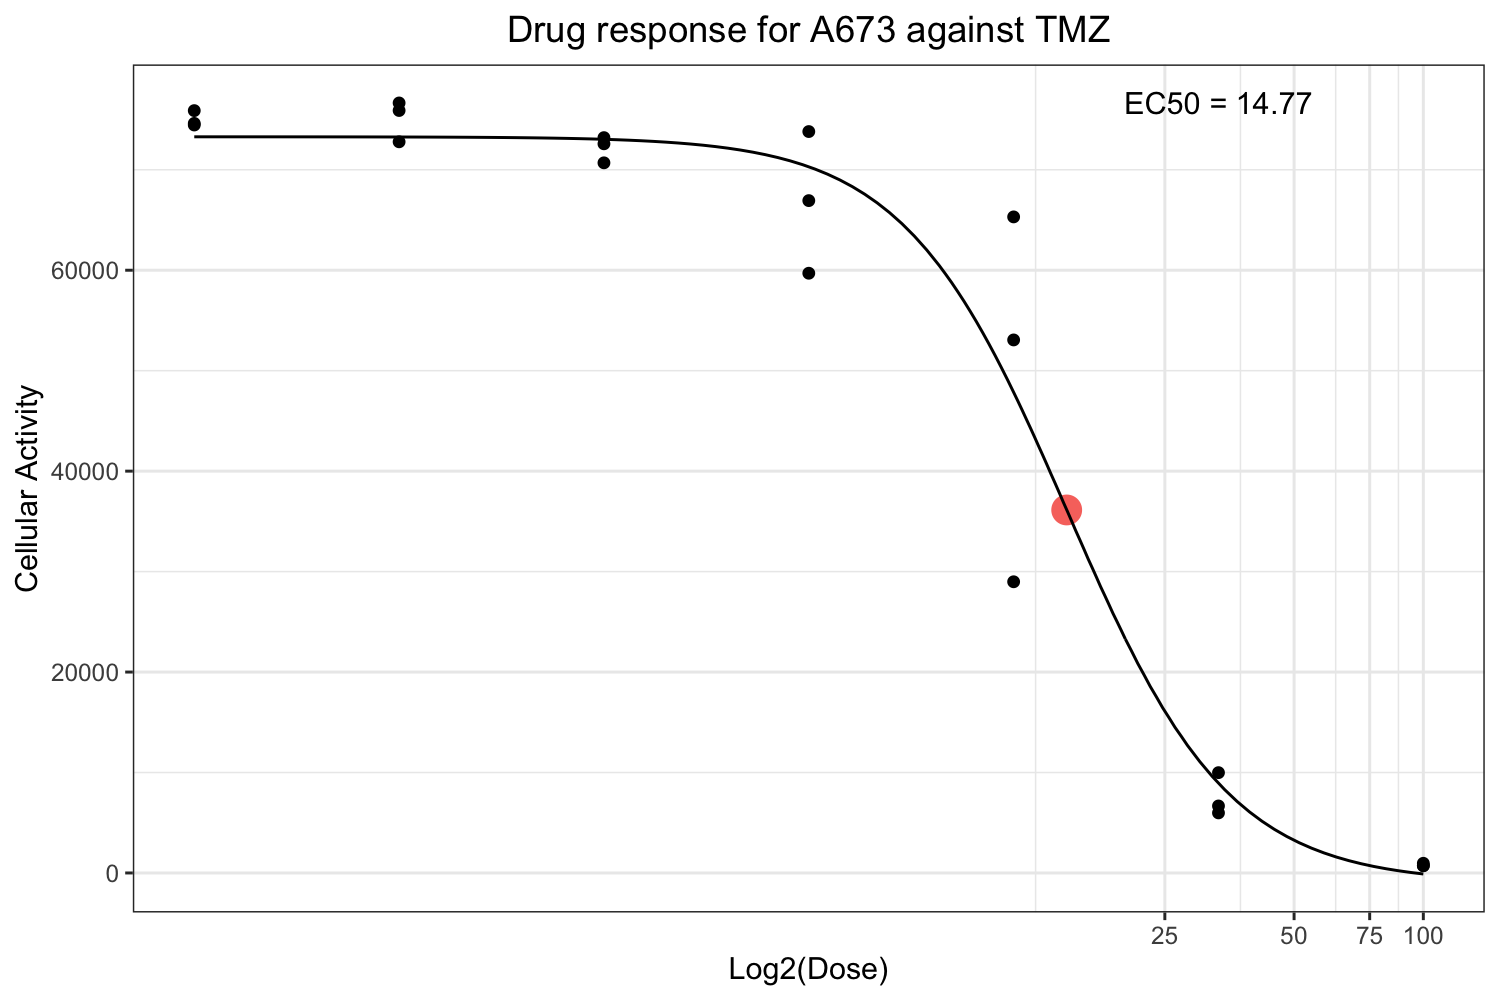 Drug response for A673 against TMZ
EC50 = 14.77
60000
40000
20000
0
Cellular Activity
25 50 75 100
Log2(Dose)